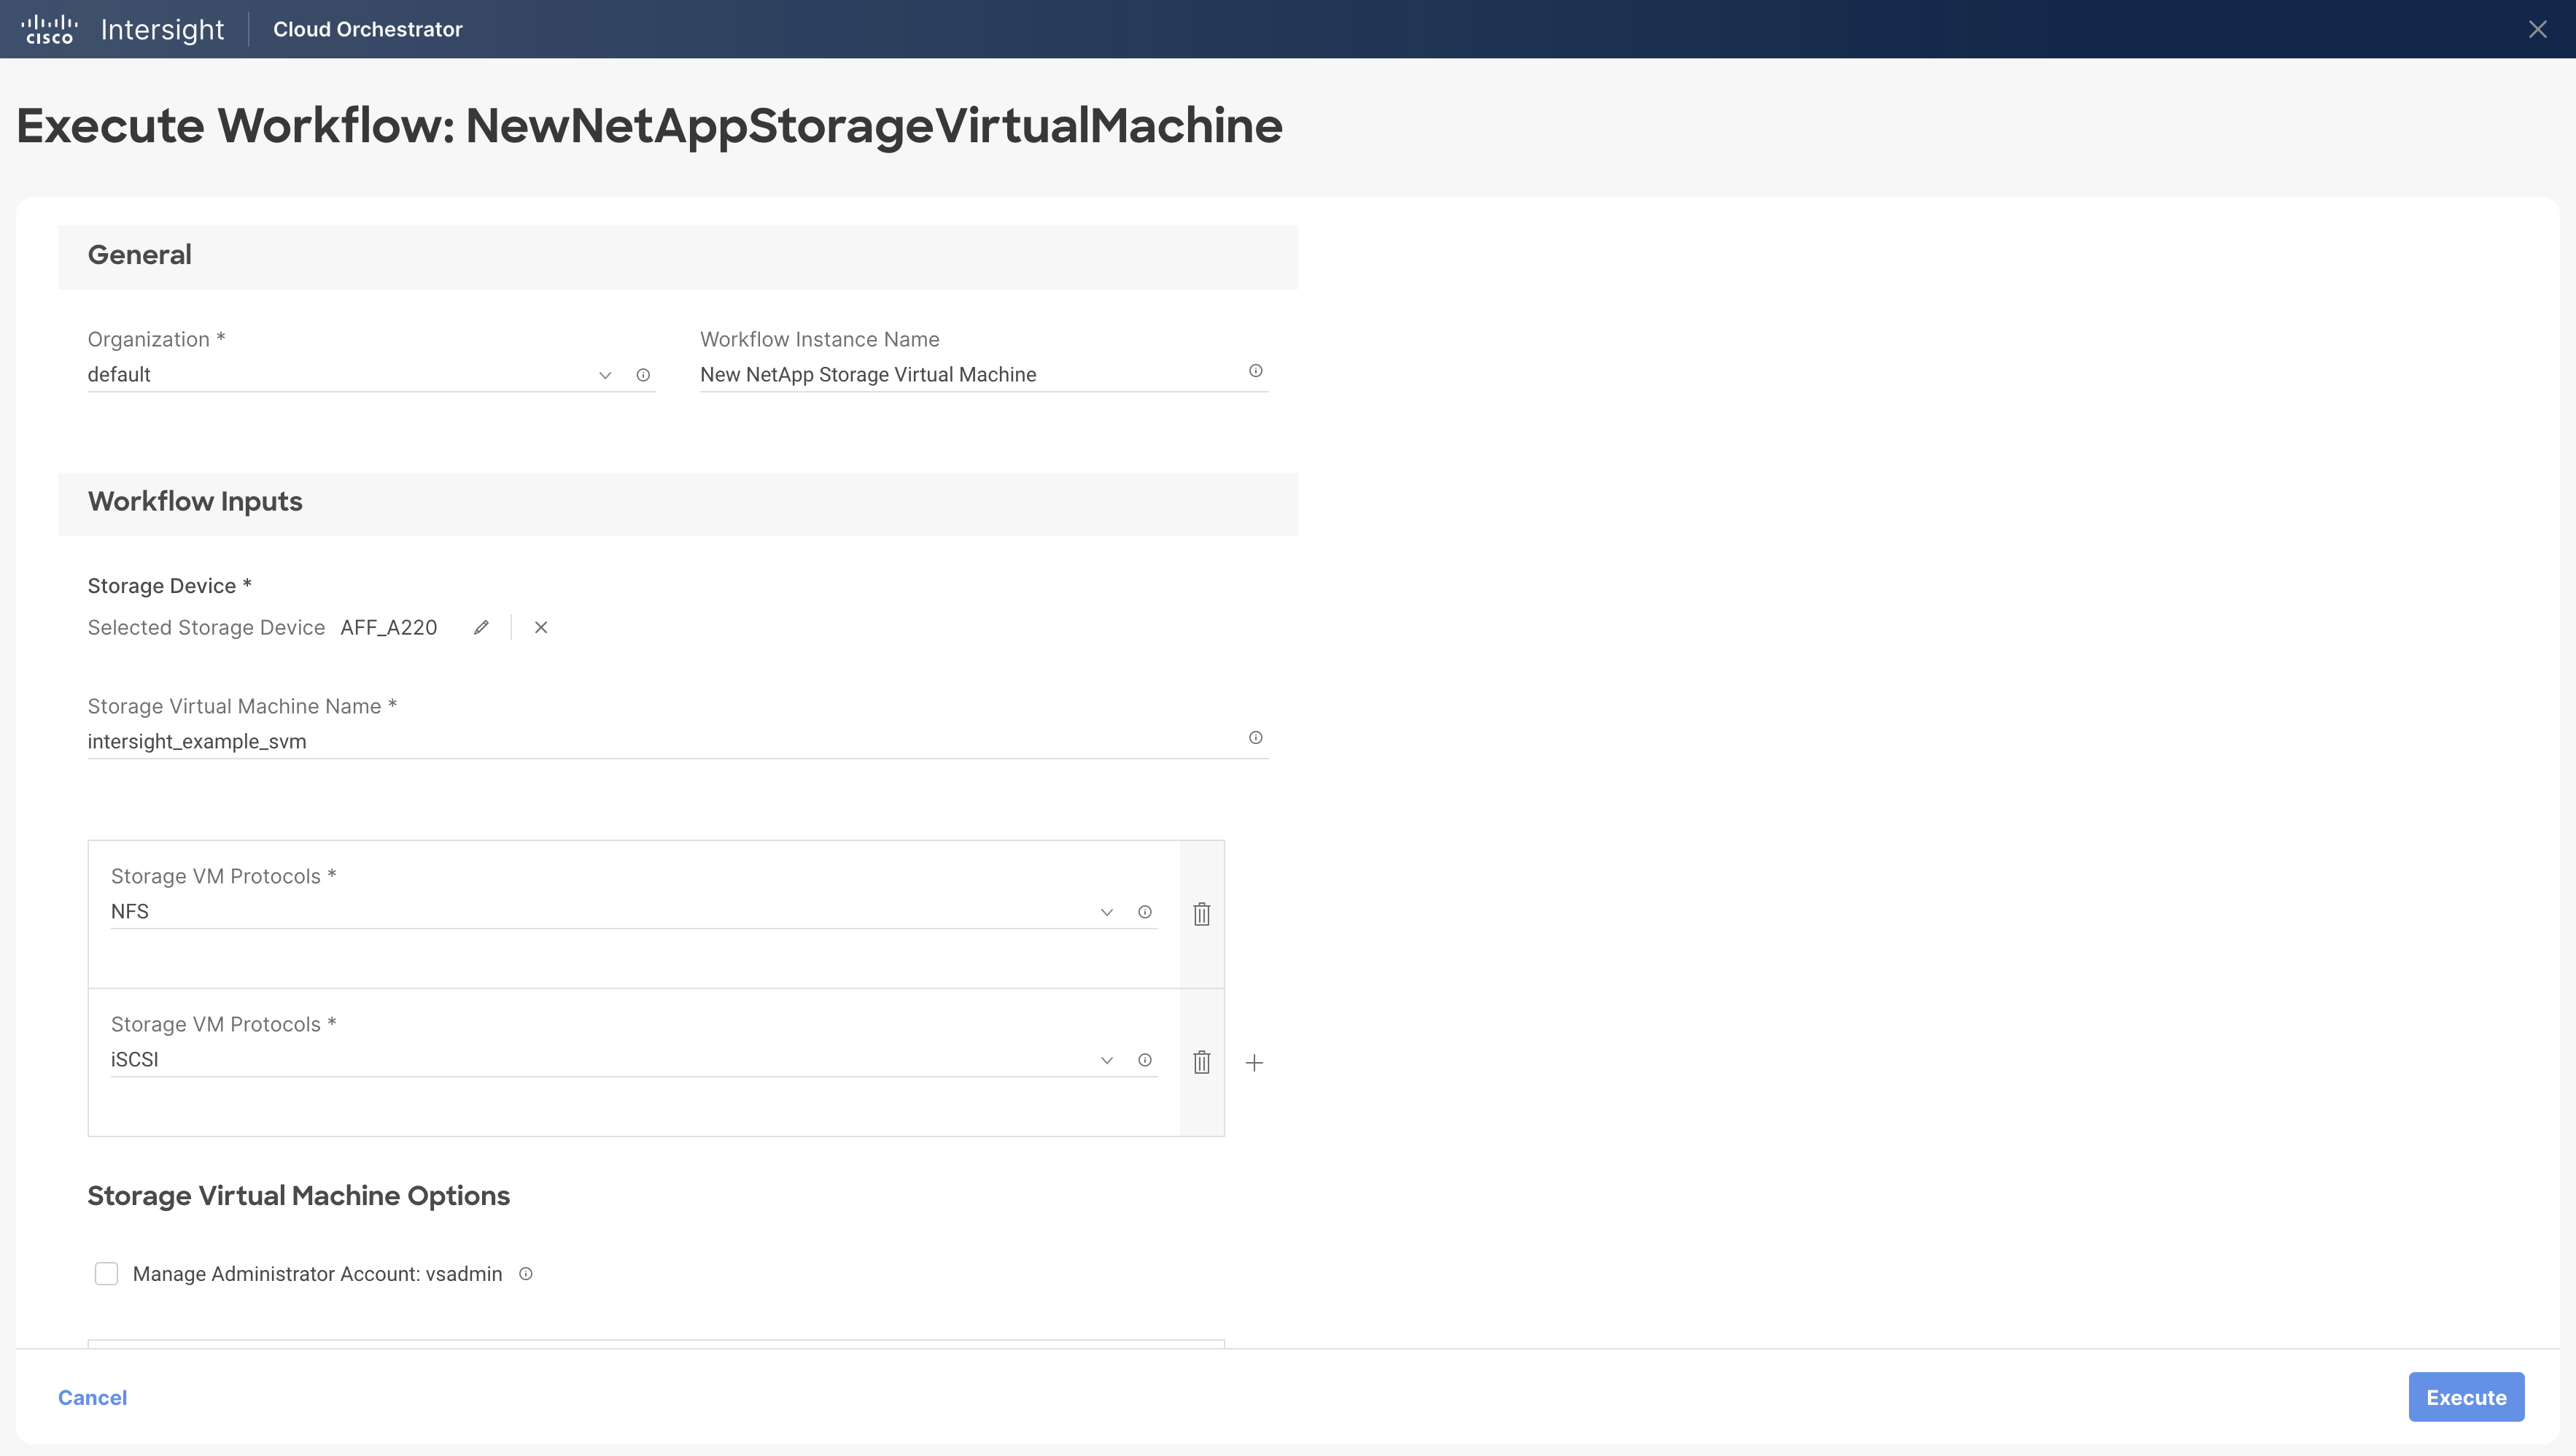 cisco Intersight Cloud Orchestrator
Execute Workflow: NewNetAppStorageVirtualMachine
General
Organization * Workflow Instance Name
default New NetApp Storage Virtual Machine
Workflow Inputs
Storage Device *
Selected Storage Device AFF_A220
Storage Virtual Machine Name *
intersight_example_svm
Storage VM Protocols *
NFS
Storage VM Protocols *
iSCSI
Storage Virtual Machine Options
Manage Administrator Account: vsadmin
Cancel Execute